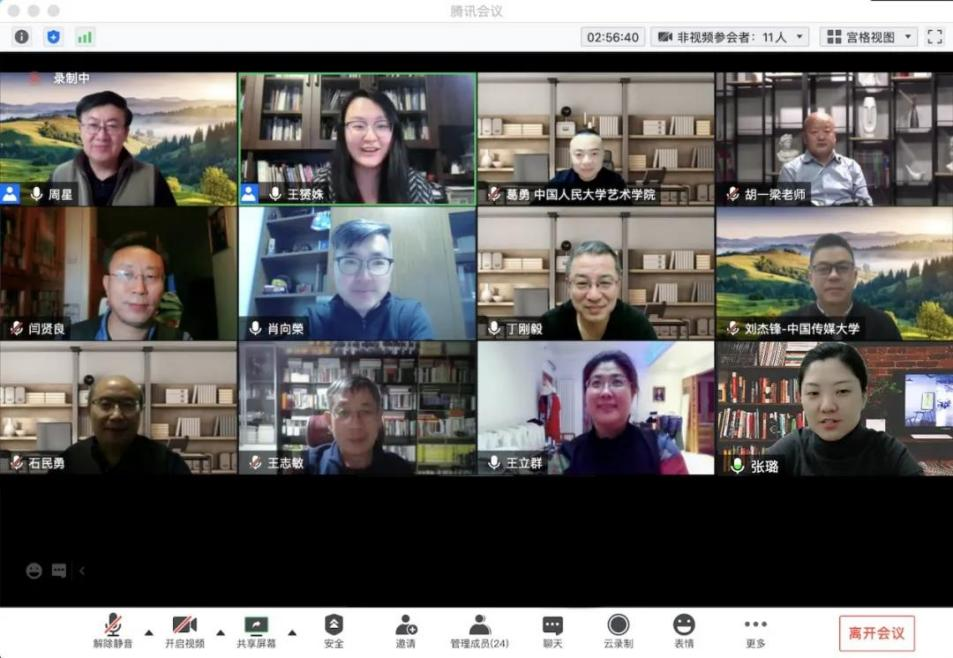 腾讯会议
02:56:40
非视频参会者：11人
宫格视图
录制中
周星
王赟姝
葛勇 中国人民大学艺术学院
胡一梁老师
闫贤良
肖向荣
丁刚毅
刘杰锋-中国传媒大学
石民勇
王志敏
王立群
张璐
解除静音
开启视频
共享屏幕
安全
邀请
管理成员(24)
聊天
云录制
表情
更多
离开会议